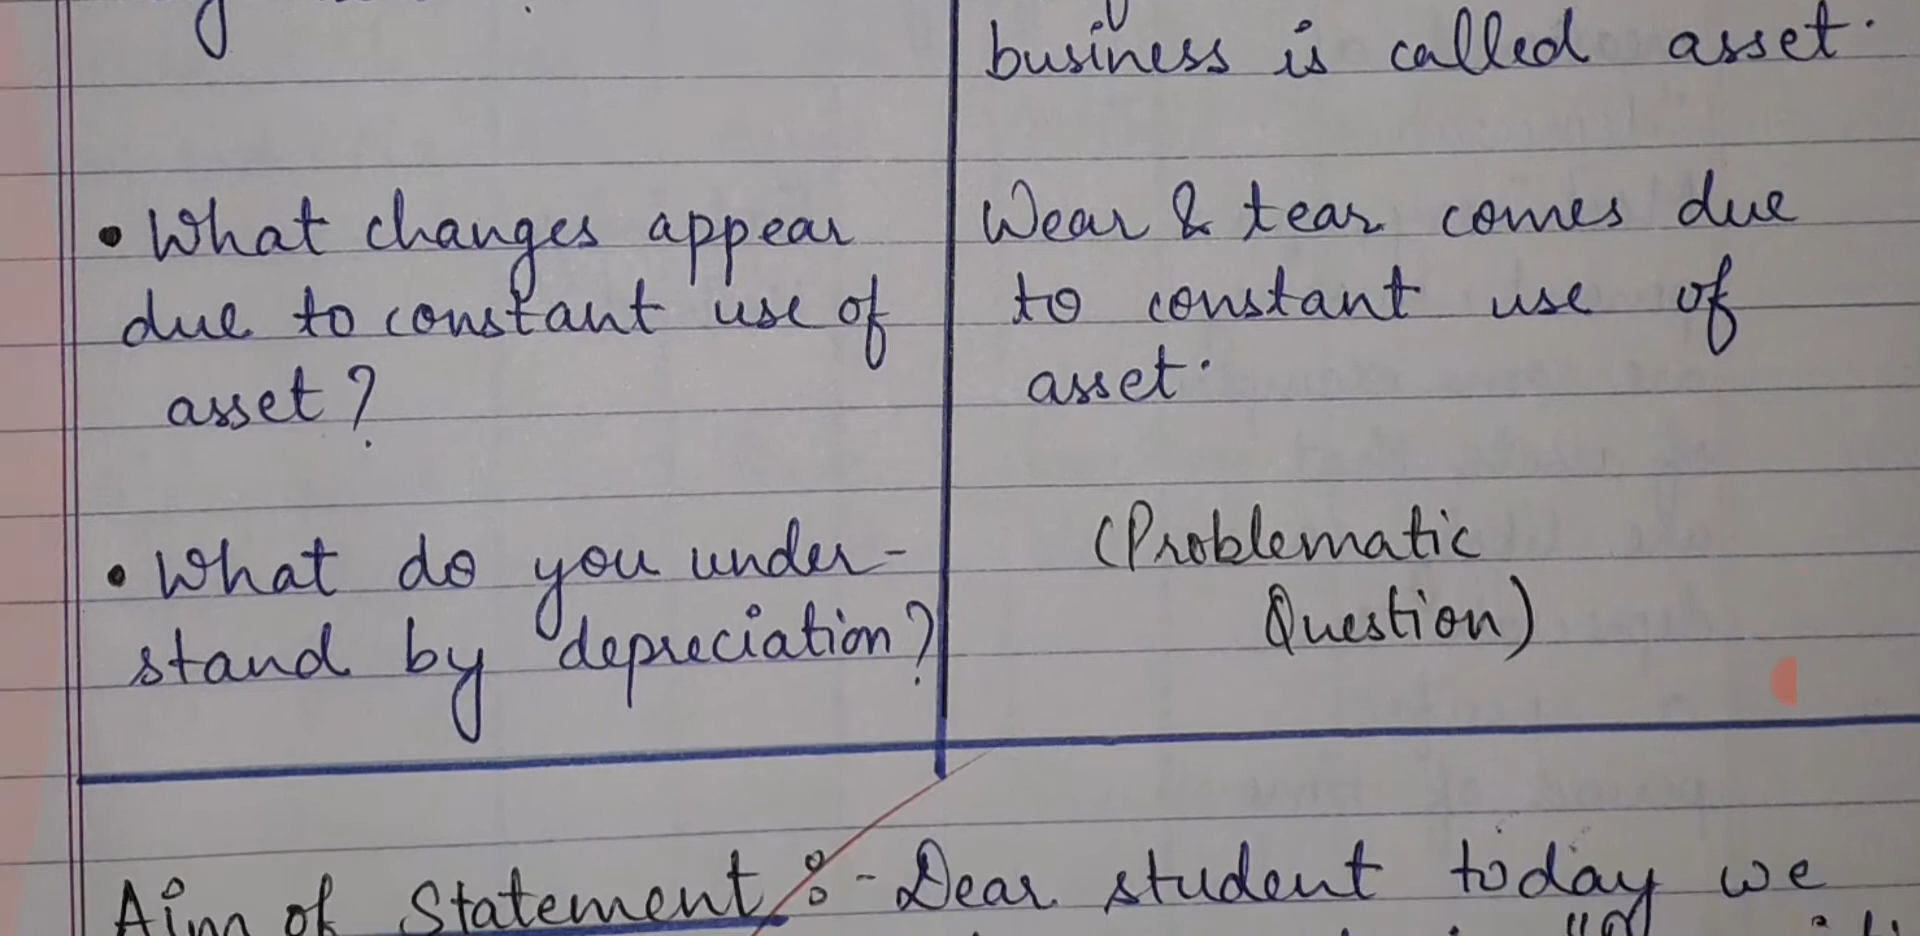 business is called asset.
• What changes appear
due to constant use of
asset ?
Wear & tear comes due
to constant use of
asset.
• What do you under-
stand by depreciation?
(Problematic
Question)
Aim of Statement :- Dear student today we